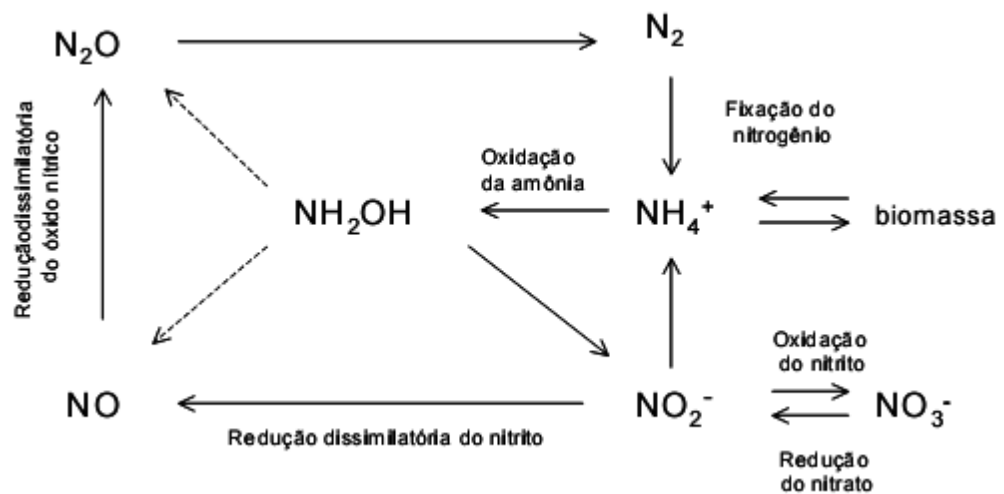 N₂O
N₂
Fixação do
nitrogênio
Reduçãodissimilatória
do óxido nítrico
Oxidação
da amônia
NH₂OH
NH₄⁺
biomassa
Oxidação
do nitrito
NO
NO₂⁻
NO₃⁻
Redução dissimilatória do nitrito
Redução
do nitrato